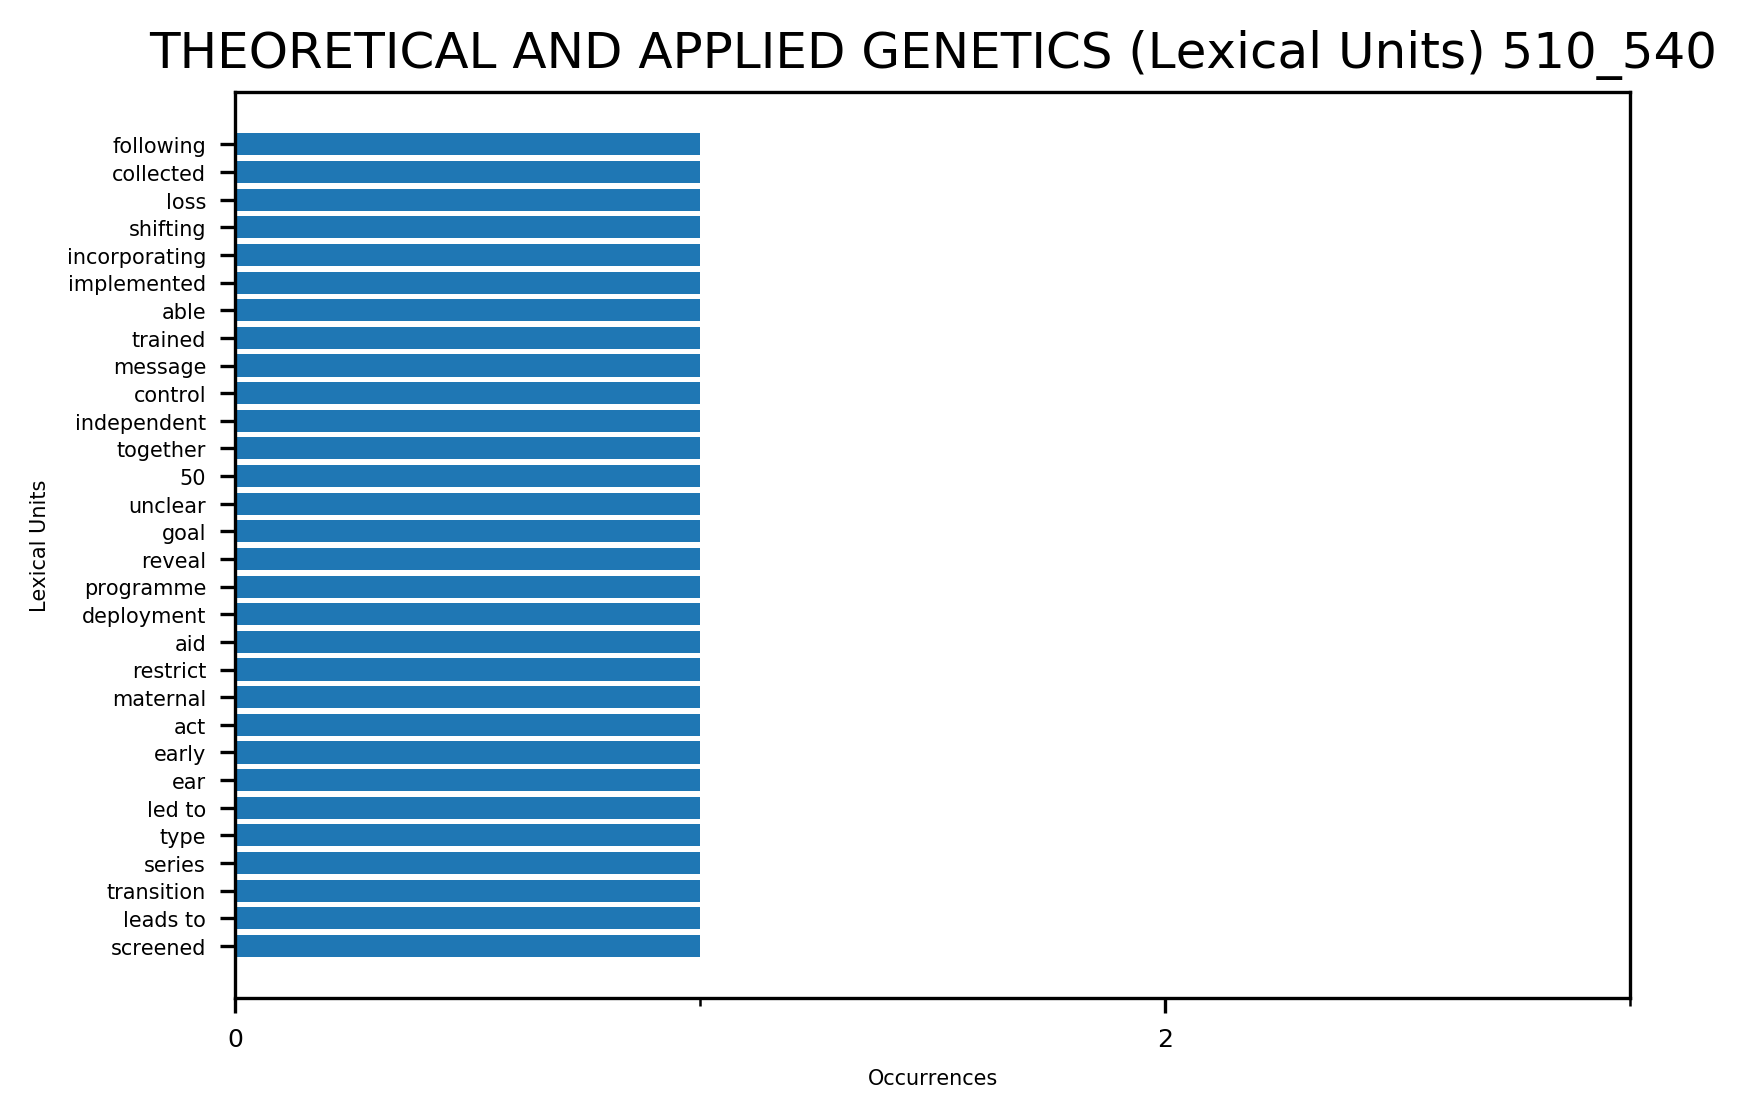 THEORETICAL AND APPLIED GENETICS (Lexical Units) 510_540
following
collected
loss
shifting
incorporating
implemented
able
trained
message
control
independent
together
50
unclear
goal
reveal
programme
deployment
aid
restrict
maternal
act
early
ear
led to
type
series
transition
leads to
screened
Lexical Units
0
2
Occurrences